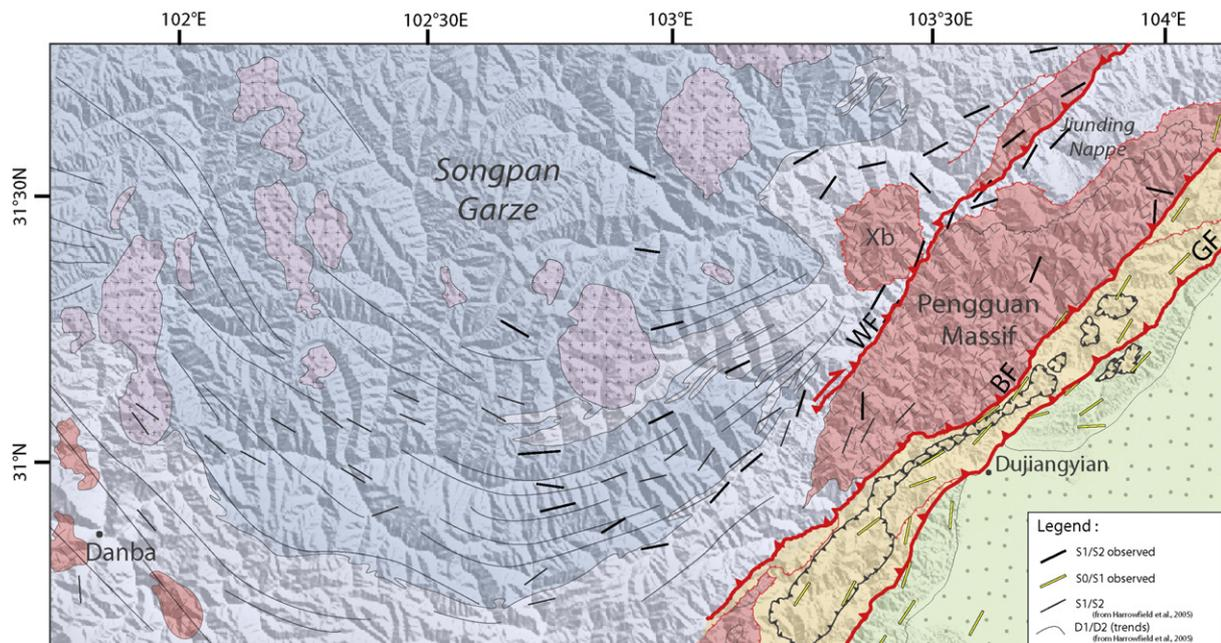 102°E
102°30E
103°E
103°30E
104°E
31°30N
31°N
Songpan
Garze
Jiunding
Nappe
Xb
GF
Pengguan
Massif
WF
BF
Dujiangyian
Danba
Legend :
S1/S2 observed
S0/S1 observed
S1/S2
(from Harrowfield et al., 2005)
D1/D2 (trends)
(from Harrowfield et al., 2005)